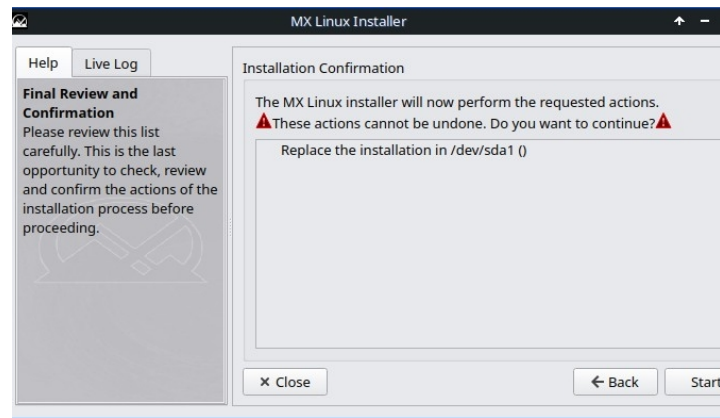 MX Linux Installer
Help
Live Log
Final Review and
Confirmation
Please review this list
carefully. This is the last
opportunity to check, review
and confirm the actions of the
installation process before
proceeding.
Installation Confirmation
The MX Linux installer will now perform the requested actions.
These actions cannot be undone. Do you want to continue?
Replace the installation in /dev/sda1 ()
Close
Back
Start